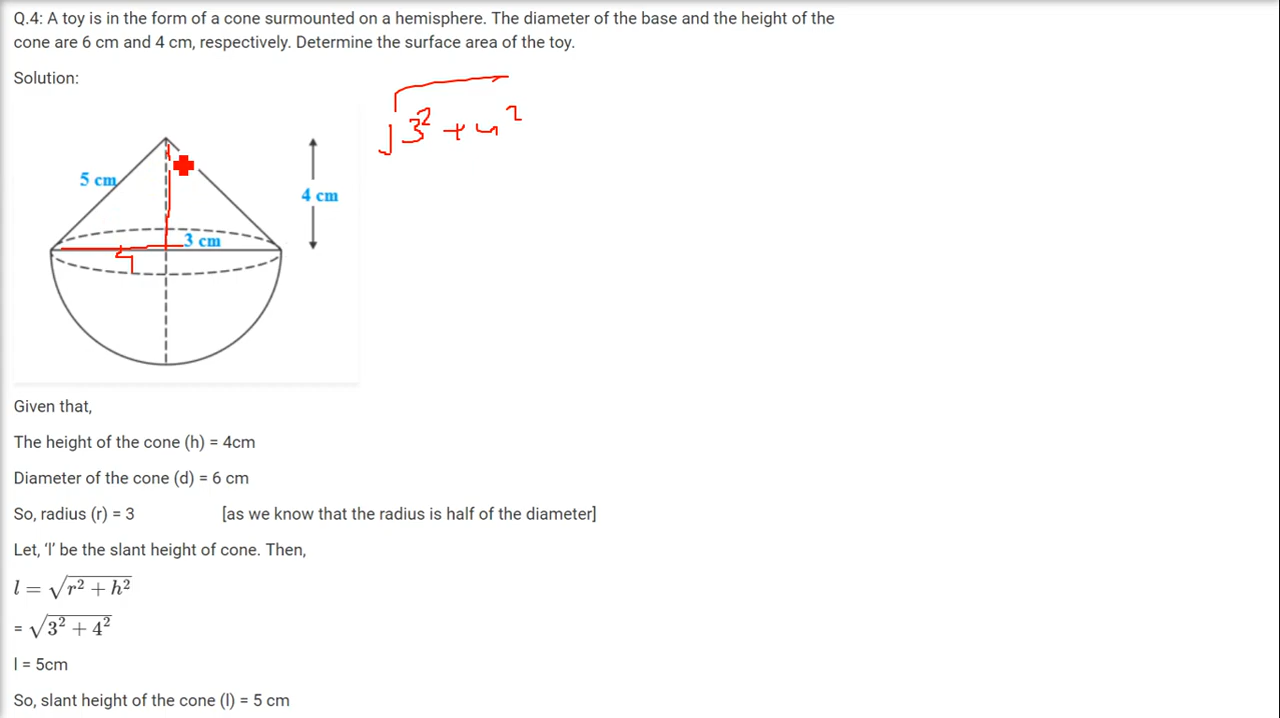 Q.4: A toy is in the form of a cone surmounted on a hemisphere. The diameter of the base and the height of the
cone are 6 cm and 4 cm, respectively. Determine the surface area of the toy.
Solution:
√3² + 4²
5 cm
4 cm
3 cm
Given that,
The height of the cone (h) = 4cm
Diameter of the cone (d) = 6 cm
So, radius (r) = 3 [as we know that the radius is half of the diameter]
Let, ‘l’ be the slant height of cone. Then,
l = √r² + h²
= √3² + 4²
l = 5cm
So, slant height of the cone (l) = 5 cm